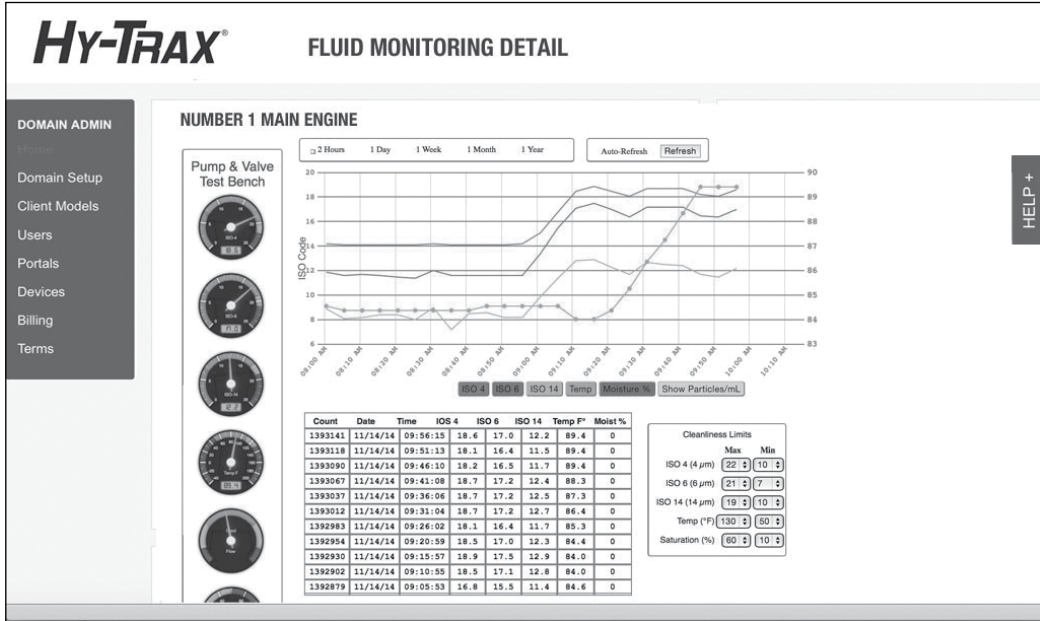 HY-TRAX®
FLUID MONITORING DETAIL
DOMAIN ADMIN
Home
Domain Setup
Client Models
Users
Portals
Devices
Billing
Terms
NUMBER 1 MAIN ENGINE
HELP +
Pump & Valve
Test Bench
ISO-4
ISO-6
17.0
ISO-14
12.2
Temp F
Flow
2 Hours 1 Day 1 Week 1 Month 1 Year
Auto-Refresh Refresh
ISO Code
20 90
18 89
16 88
14 87
12 86
10 85
8 84
6 83
08:00 AM 08:10 AM 08:20 AM 08:30 AM 08:40 AM 08:50 AM 09:00 AM 09:10 AM 09:20 AM 09:30 AM 09:40 AM 09:50 AM 10:00 AM 10:10 AM
ISO 4 ISO 6 ISO 14 Temp Moisture % Show Particles/mL
Count Date Time IOS 4 ISO 6 ISO 14 Temp F° Moist %
1393141 11/14/14 09:56:15 18.6 17.0 12.2 89.4 0
1393118 11/14/14 09:51:13 18.1 16.4 11.5 89.4 0
1393090 11/14/14 09:46:10 18.2 16.5 11.7 89.4 0
1393067 11/14/14 09:41:08 18.7 17.2 12.4 88.3 0
1393037 11/14/14 09:36:06 18.7 17.2 12.5 87.3 0
1393012 11/14/14 09:31:04 18.7 17.2 12.7 86.4 0
1392983 11/14/14 09:26:02 18.1 16.4 11.7 85.3 0
1392954 11/14/14 09:20:59 18.5 17.0 12.3 84.4 0
1392930 11/14/14 09:15:57 18.9 17.5 12.9 84.0 0
1392902 11/14/14 09:10:55 18.5 17.1 12.8 84.0 0
1392879 11/14/14 09:05:53 16.8 15.5 11.4 84.6 0
Cleanliness Limits
Max Min
ISO 4 (4 µm) 22 10
ISO 6 (6 µm) 21 7
ISO 14 (14 µm) 19 10
Temp (°F) 130 50
Saturation (%) 60 10